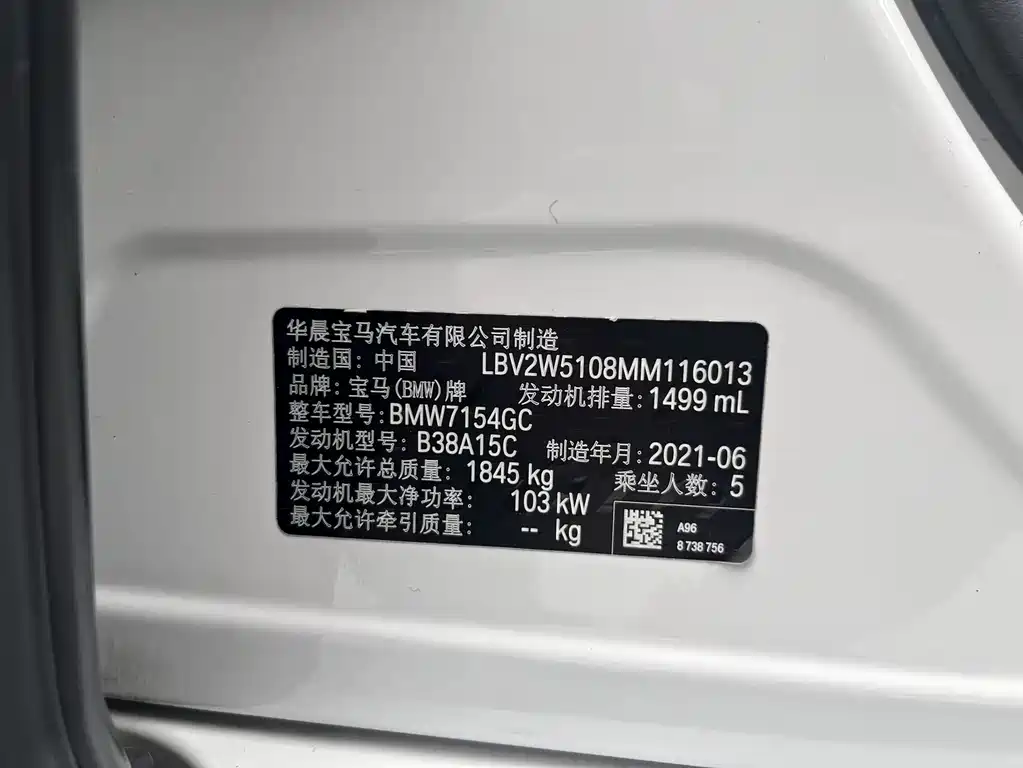 华晨宝马汽车有限公司制造
制造国: 中国 LBV2W5108MM116013
品牌: 宝马(BMW)牌 发动机排量: 1499 mL
整车型号: BMW7154GC
发动机型号: B38A15C 制造年月: 2021-06
最大允许总质量: 1845 kg 乘坐人数: 5
发动机最大净功率: 103 kW
最大允许牵引质量: -- kg
A96
8 738 756